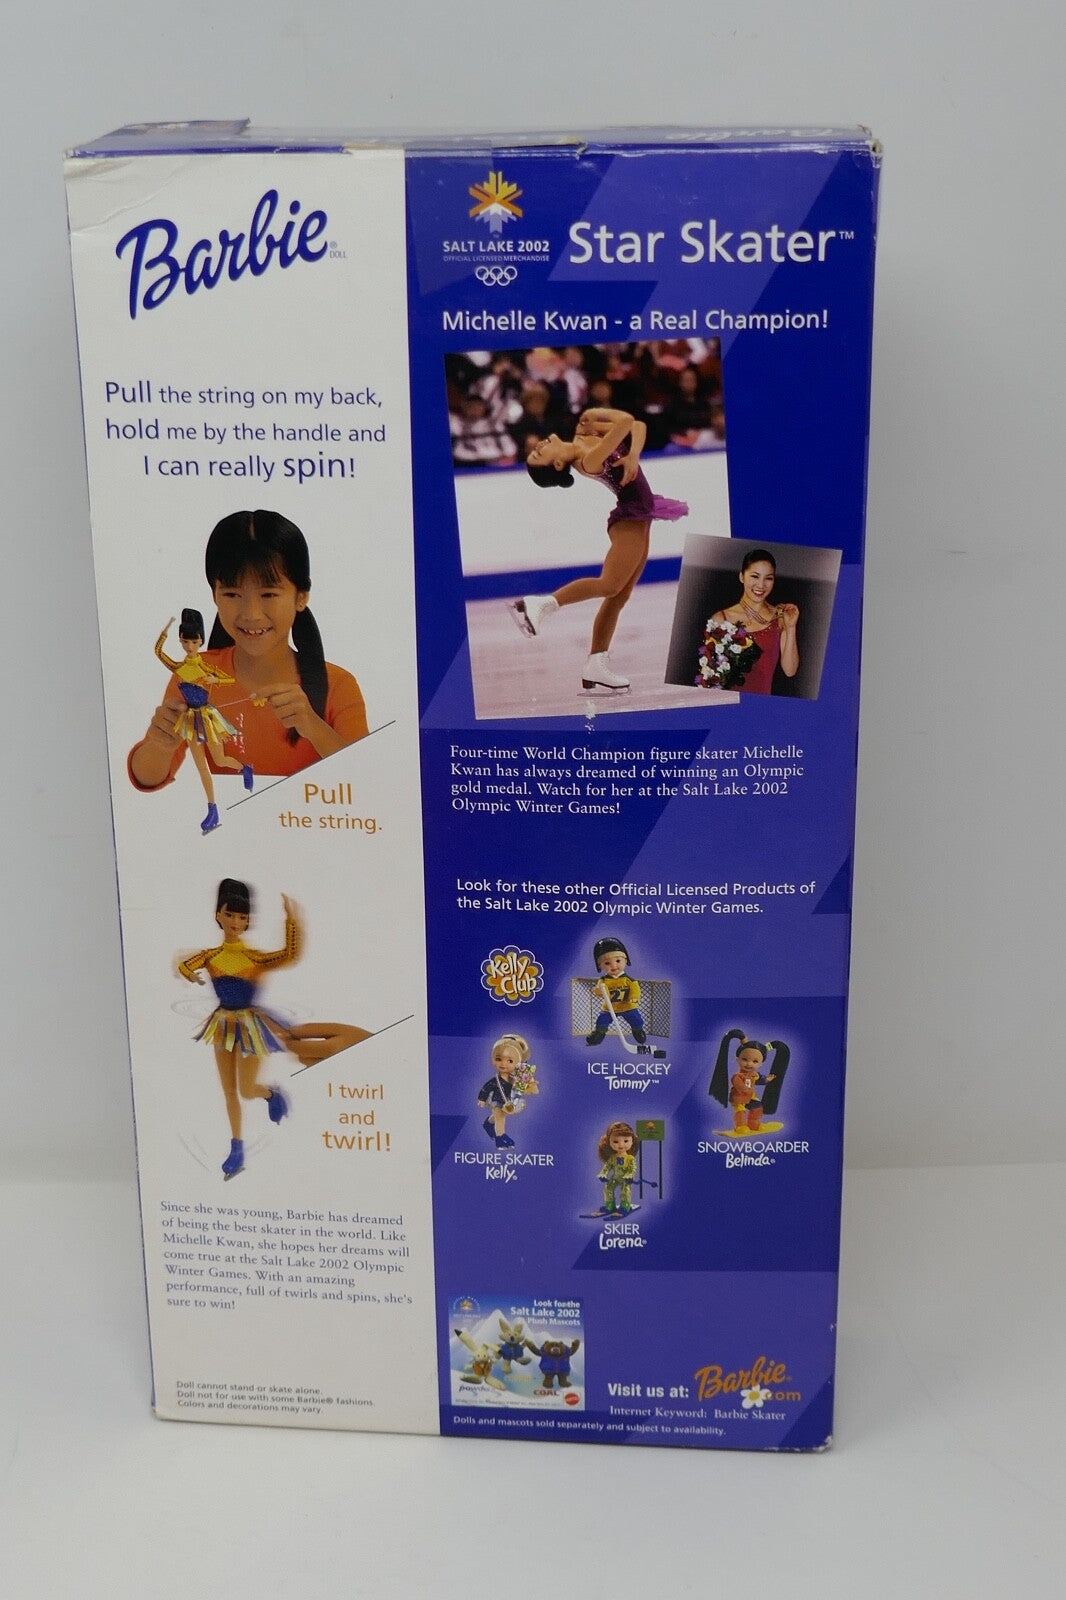 Barbie
Barbie® DOLL
Pull the string on my back,
hold me by the handle and
I can really spin!
Pull
the string.
I twirl
and
twirl!
Since she was young, Barbie has dreamed
of being the best skater in the world. Like
Michelle Kwan, she hopes her dreams will
come true at the Salt Lake 2002 Olympic
Winter Games. With an amazing
performance, full of twirls and spins, she's
sure to win!
Doll cannot stand or skate alone.
Doll not for use with some Barbie® fashions.
Colors and decorations may vary.
SALT LAKE 2002
OFFICIAL LICENSED MERCHANDISE
Star Skater™
Michelle Kwan - a Real Champion!
Four-time World Champion figure skater Michelle
Kwan has always dreamed of winning an Olympic
gold medal. Watch for her at the Salt Lake 2002
Olympic Winter Games!
Look for these other Official Licensed Products of
the Salt Lake 2002 Olympic Winter Games.
Kelly
Club
27
ICE HOCKEY
Tommy™
FIGURE SKATER
Kelly®
SNOWBOARDER
Belinda®
SKIER
Lorena®
Look for the
Salt Lake 2002
Plush Mascots
powder
COAL
Visit us at: Barbie.com
Internet Keyword: Barbie Skater
Dolls and mascots sold separately and subject to availability.